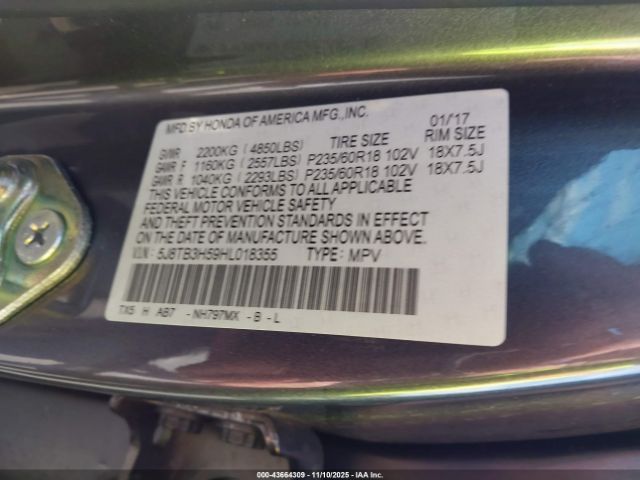 MFD.BY HONDA OF AMERICA MFG.,INC. 01/17
GVWR 2200KG ( 4850LBS) TIRE SIZE RIM SIZE
GAWR F 1160KG ( 2557LBS) P235/60R18 102V 18X7.5J
GAWR R 1040KG ( 2293LBS) P235/60R18 102V 18X7.5J
THIS VEHICLE CONFORMS TO ALL APPLICABLE
FEDERAL MOTOR VEHICLE SAFETY
AND THEFT PREVENTION STANDARDS IN EFFECT
ON THE DATE OF MANUFACTURE SHOWN ABOVE.
V.I.N: 5J8TB3H59HL018355 TYPE: MPV
TX5 H AB7 -NH797MX -B -L
000-43664309 — 11/10/2025 — IAA Inc.